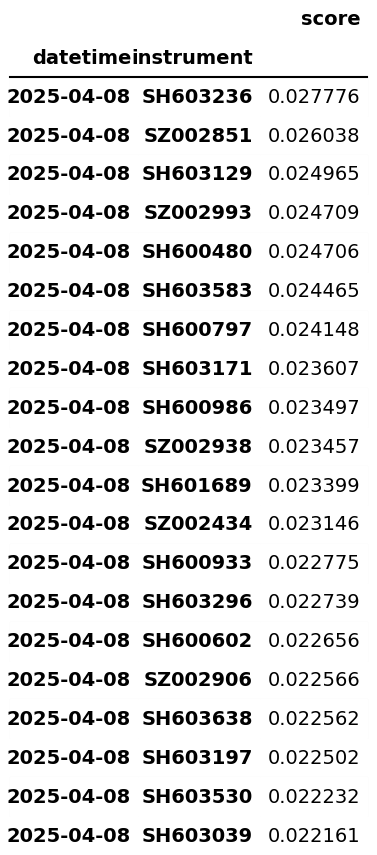 score
datetime instrument
2025-04-08 SH603236 0.027776
2025-04-08 SZ002851 0.026038
2025-04-08 SH603129 0.024965
2025-04-08 SZ002993 0.024709
2025-04-08 SH600480 0.024706
2025-04-08 SH603583 0.024465
2025-04-08 SH600797 0.024148
2025-04-08 SH603171 0.023607
2025-04-08 SH600986 0.023497
2025-04-08 SZ002938 0.023457
2025-04-08 SH601689 0.023399
2025-04-08 SZ002434 0.023146
2025-04-08 SH600933 0.022775
2025-04-08 SH603296 0.022739
2025-04-08 SH600602 0.022656
2025-04-08 SZ002906 0.022566
2025-04-08 SH603638 0.022562
2025-04-08 SH603197 0.022502
2025-04-08 SH603530 0.022232
2025-04-08 SH603039 0.022161